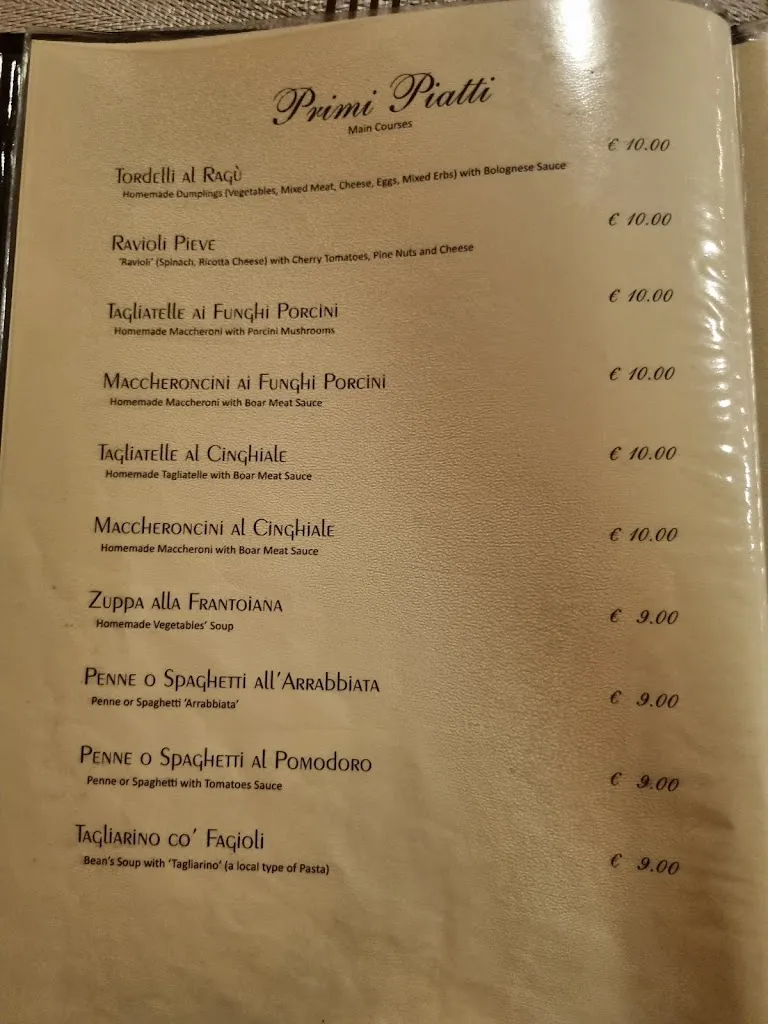 Primi Piatti
Main Courses
Tordelli al Ragù € 10.00
Homemade Dumplings (Vegetables, Mixed Meat, Cheese, Eggs, Mixed Erbs) with Bolognese Sauce
Ravioli Pieve € 10.00
'Ravioli' (Spinach, Ricotta Cheese) with Cherry Tomatoes, Pine Nuts and Cheese
Tagliatelle ai Funghi Porcini € 10.00
Homemade Maccheroni with Porcini Mushrooms
Maccheroncini ai Funghi Porcini € 10.00
Homemade Maccheroni with Boar Meat Sauce
Tagliatelle al Cinghiale € 10.00
Homemade Tagliatelle with Boar Meat Sauce
Maccheroncini al Cinghiale € 10.00
Homemade Maccheroni with Boar Meat Sauce
Zuppa alla Frantoiana € 9.00
Homemade Vegetables' Soup
Penne o Spaghetti all'Arrabbiata € 9.00
Penne or Spaghetti 'Arrabbiata'
Penne o Spaghetti al Pomodoro € 9.00
Penne or Spaghetti with Tomatoes Sauce
Tagliarino co' Fagioli € 9.00
Bean's Soup with 'Tagliarino' (a local type of Pasta)